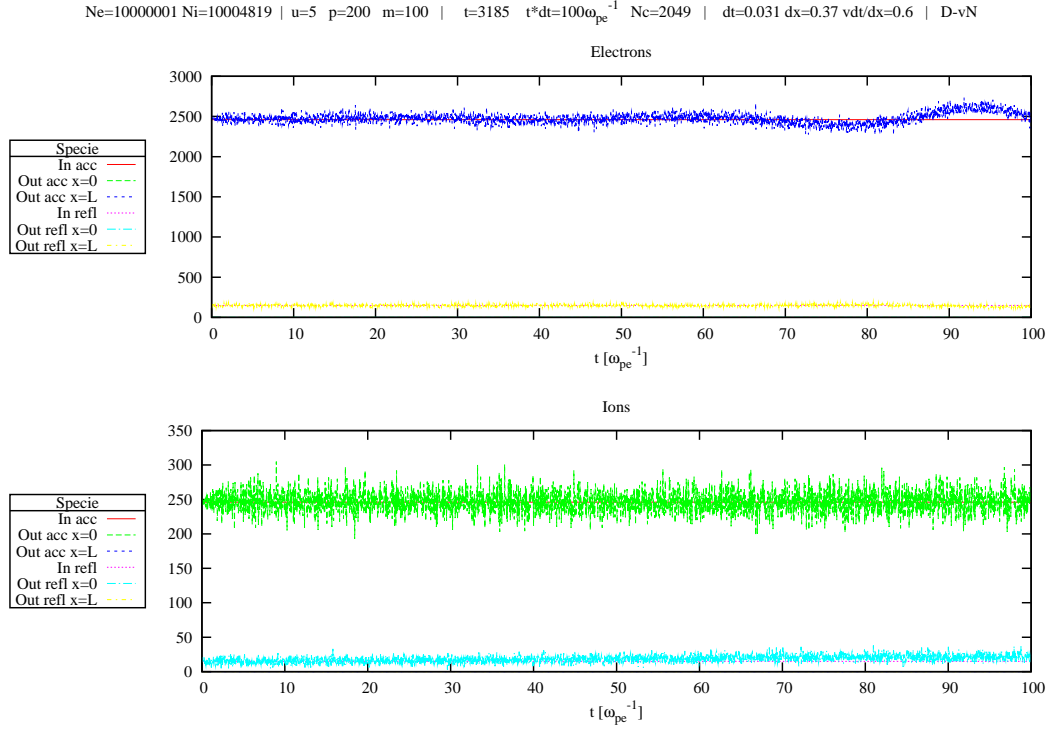 Ne=10000001 Ni=10004819 | u=5 p=200 m=100 | t=3185 t*dt=100ω_pe^-1 Nc=2049 | dt=0.031 dx=0.37 vdt/dx=0.6 | D-vN
Electrons
3000
2500
2000
1500
1000
500
0
0 10 20 30 40 50 60 70 80 90 100
t [ω_pe^-1]
Specie
In acc
Out acc x=0
Out acc x=L
In refl
Out refl x=0
Out refl x=L
Ions
350
300
250
200
150
100
50
0
0 10 20 30 40 50 60 70 80 90 100
t [ω_pe^-1]
Specie
In acc
Out acc x=0
Out acc x=L
In refl
Out refl x=0
Out refl x=L